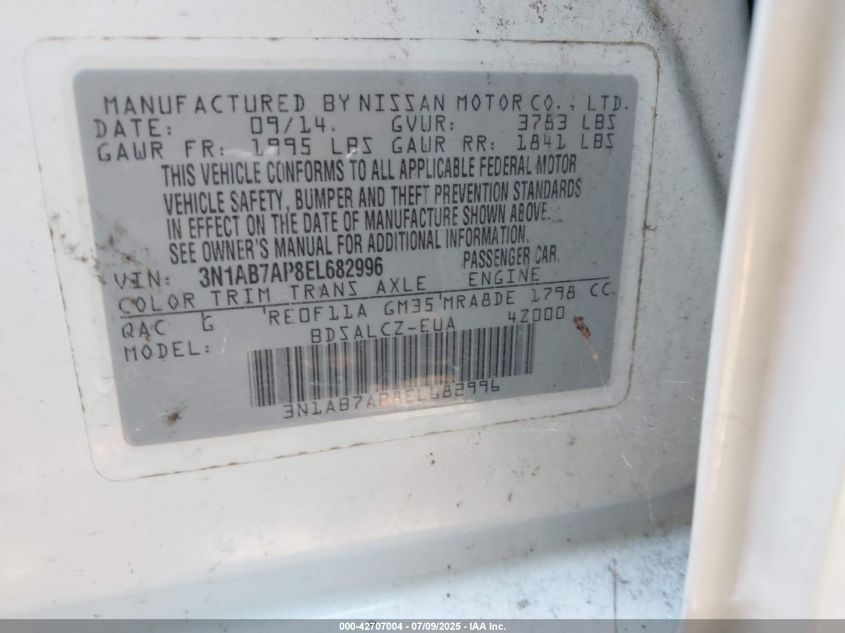 MANUFACTURED BY NISSAN MOTOR CO., LTD.
DATE: 09/14. GVWR: 3783 LBS
GAWR FR: 1995 LBS GAWR RR: 1841 LBS
THIS VEHICLE CONFORMS TO ALL APPLICABLE FEDERAL MOTOR
VEHICLE SAFETY, BUMPER AND THEFT PREVENTION STANDARDS
IN EFFECT ON THE DATE OF MANUFACTURE SHOWN ABOVE.
SEE OWNER'S MANUAL FOR ADDITIONAL INFORMATION.
VIN: 3N1AB7AP8EL682996 PASSENGER CAR.
COLOR TRIM TRANS AXLE ENGINE
QAC G RE0F11A GM35 MRA8DE 1798 CC
MODEL: BDSALCZ-EUA 4Z000
3N1AB7AP8EL682996
000-42707004 - 07/09/2025 - IAA Inc.